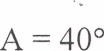 A = 40°